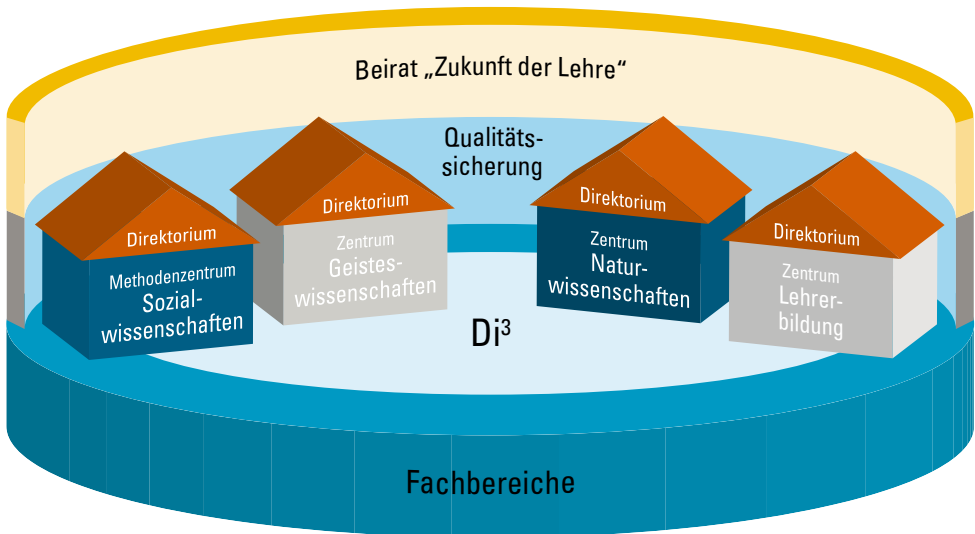 Beirat „Zukunft der Lehre“
Qualitäts-
sicherung
Direktorium
Methodenzentrum
Sozial-
wissenschaften
Direktorium
Zentrum
Geistes-
wissenschaften
Direktorium
Zentrum
Natur-
wissenschaften
Direktorium
Zentrum
Lehrer-
bildung
Di³
Fachbereiche